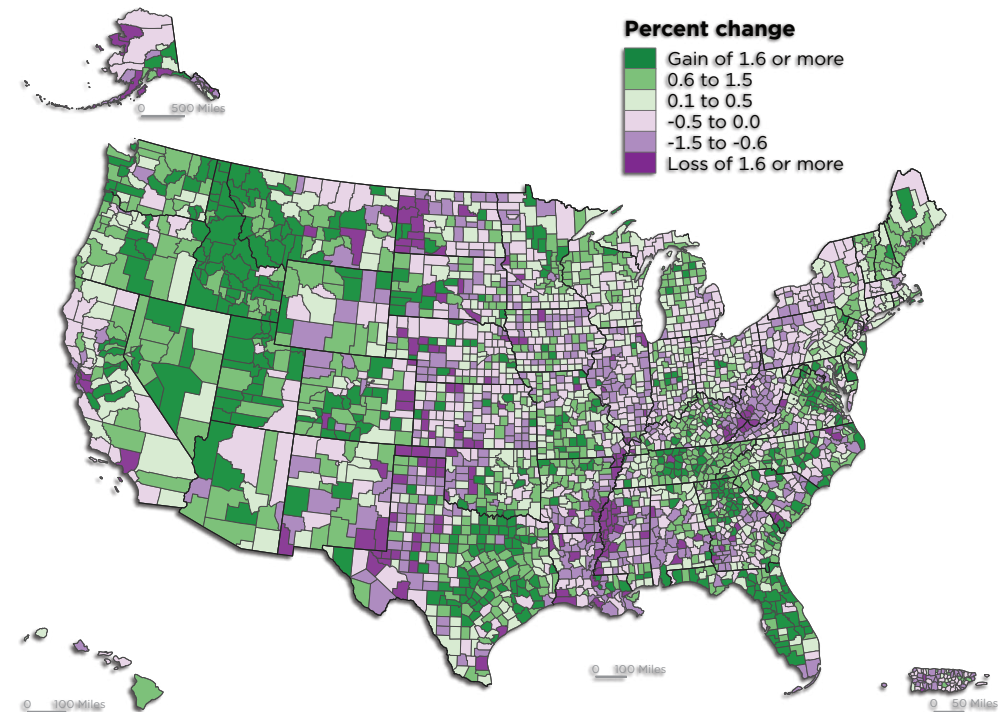 Percent change
Gain of 1.6 or more
0.6 to 1.5
0.1 to 0.5
-0.5 to 0.0
-1.5 to -0.6
Loss of 1.6 or more
0 500 Miles
0 100 Miles
0 100 Miles
0 50 Miles